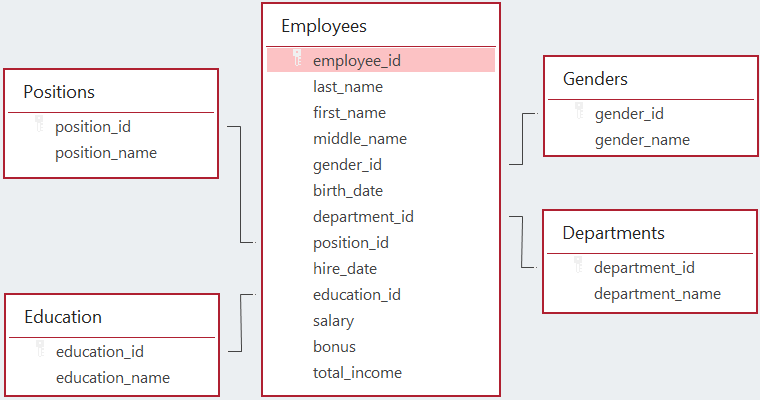 Employees
employee_id
last_name
first_name
middle_name
gender_id
birth_date
department_id
position_id
hire_date
education_id
salary
bonus
total_income
Positions
position_id
position_name
Education
education_id
education_name
Genders
gender_id
gender_name
Departments
department_id
department_name